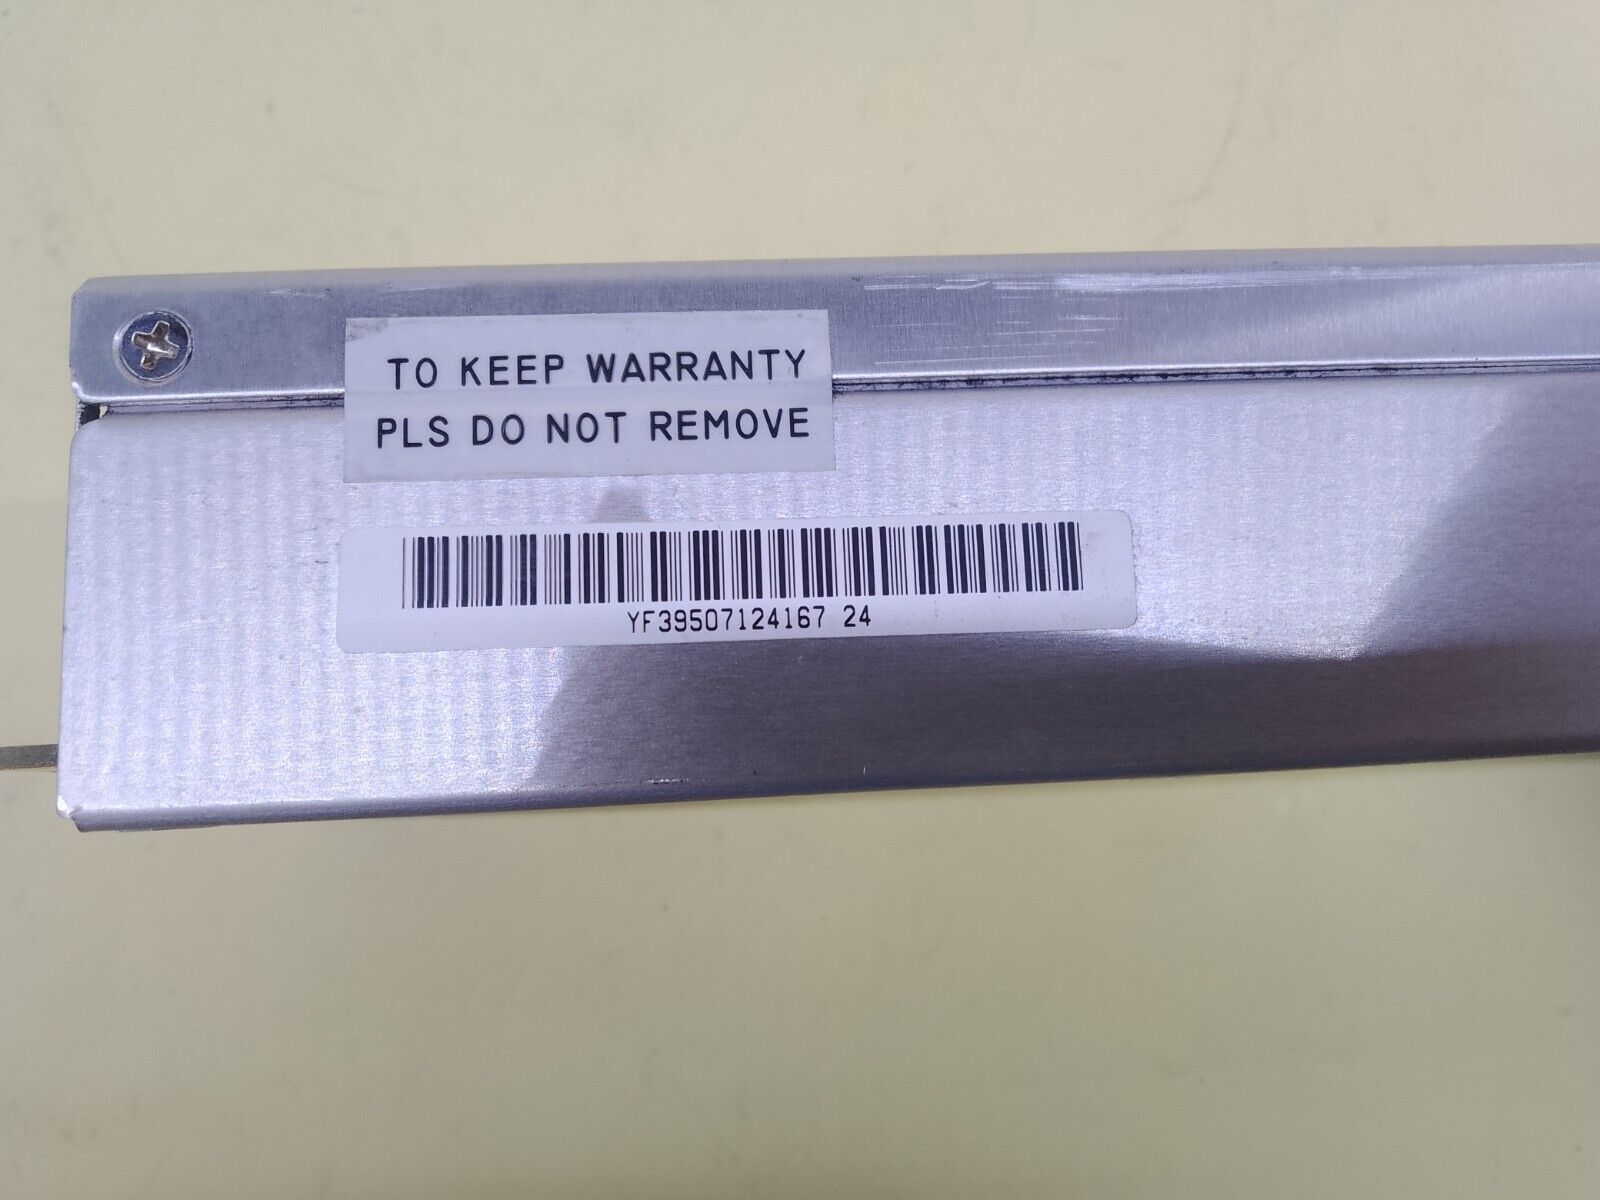 TO KEEP WARRANTY
PLS DO NOT REMOVE
YF39507124167 24